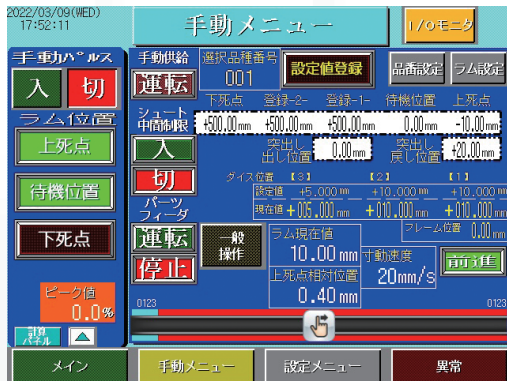 2022/03/09(WED)
17:52:11
手動メニュー
I/Oモニタ
手動パルス
入
切
ラム位置
上死点
待機位置
下死点
ピーク値
0.0%
計測
パネル
手動供給
運転
シュート
中間制限
入
切
パーツ
フィーダ
運転
停止
選択品種番号
001
設定値登録
品番設定
ラム設定
下死点 登録-2- 登録-1- 待機位置 上死点
+500.00mm +500.00mm +500.00mm 0.00mm -10.00mm
突出し
出し位置 0.00mm
突出し
戻し位置 +20.00mm
ダイス位置 【3】 【2】 【1】
設定値 +5.000mm +10.000mm +10.000mm
現在値 +005.000mm +010.000mm +010.000mm
フレーム位置 0.00mm
一般
操作
ラム現在値
10.00mm
上死点相対位置
0.40mm
寸動速度
20mm/s
前進
0123
0123
メイン
手動メニュー
設定メニュー
異常